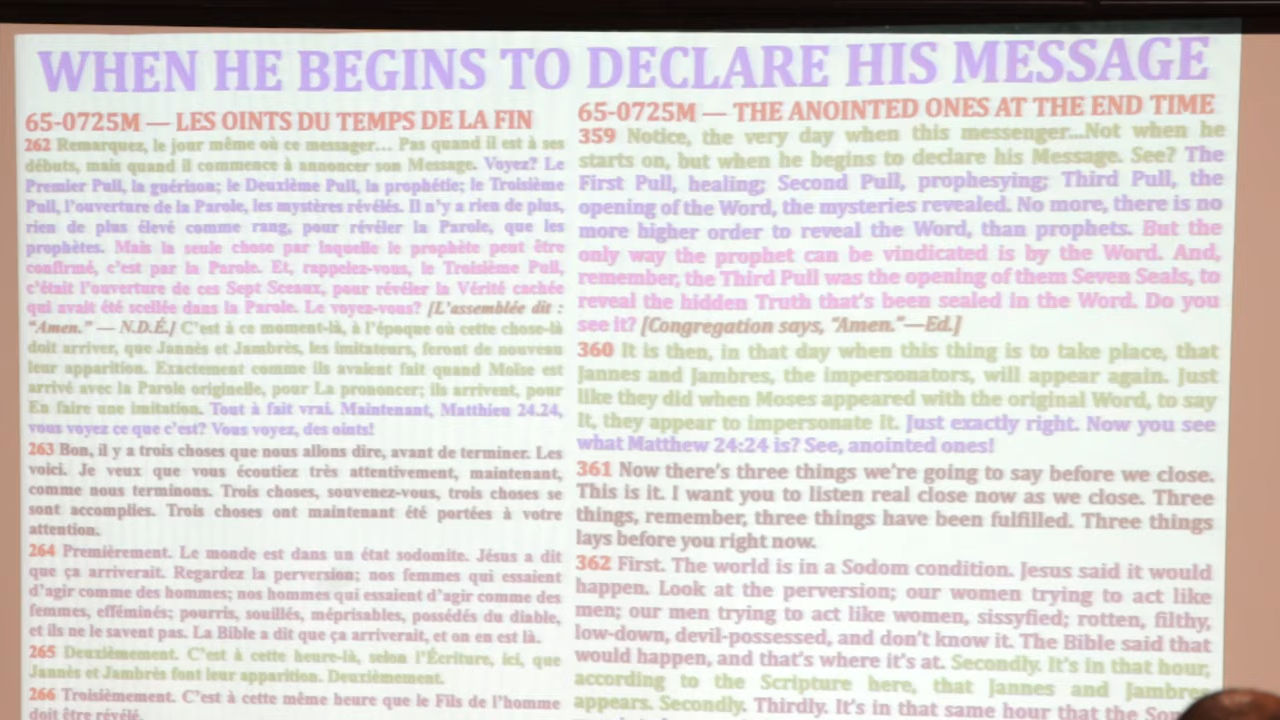 WHEN HE BEGINS TO DECLARE HIS MESSAGE
65-0725M — LES OINTS DU TEMPS DE LA FIN
262 Remarquez, le jour même où ce messager... Pas quand il est à ses
débuts, mais quand il commence à annoncer son Message. Voyez? Le
Premier Pull, la guérison; le Deuxième Pull, la prophétie; le Troisième
Pull, l'ouverture de la Parole, les mystères révélés. Il n'y a rien de plus,
rien de plus élevé comme rang, pour révéler la Parole, que les
prophètes. Mais la seule chose par laquelle le prophète peut être
confirmé, c'est par la Parole. Et, rappelez-vous, le Troisième Pull,
c'était l'ouverture de ces Sept Sceaux, pour révéler la Vérité cachée
qui avait été scellée dans la Parole. Le voyez-vous? [L'assemblée dit :
"Amen." — N.D.É.] C'est à ce moment-là, à l'époque où cette chose-là
doit arriver, que Jannès et Jambrès, les imitateurs, feront de nouveau
leur apparition. Exactement comme ils avaient fait quand Moïse est
arrivé avec la Parole originelle, pour La prononcer; ils arrivent, pour
En faire une imitation. Tout à fait vrai. Maintenant, Matthieu 24.24,
vous voyez ce que c'est? Vous voyez, des oints!
263 Bon, il y a trois choses que nous allons dire, avant de terminer. Les
voici. Je veux que vous écoutiez très attentivement, maintenant,
comme nous terminons. Trois choses, souvenez-vous, trois choses se
sont accomplies. Trois choses ont maintenant été portées à votre
attention.
264 Premièrement. Le monde est dans un état sodomite. Jésus a dit
que ça arriverait. Regardez la perversion; nos femmes qui essaient
d'agir comme des hommes; nos hommes qui essaient d'agir comme des
femmes, efféminés; pourris, souillés, méprisables, possédés du diable,
et ils ne le savent pas. La Bible a dit que ça arriverait, et on en est là.
265 Deuxièmement. C'est à cette heure-là, selon l'Écriture, ici, que
Jannès et Jambrès font leur apparition. Deuxièmement.
266 Troisièmement. C'est à cette même heure que le Fils de l'homme
doit être révélé.
65-0725M — THE ANOINTED ONES AT THE END TIME
359 Notice, the very day when this messenger...Not when he
starts on, but when he begins to declare his Message. See? The
First Pull, healing; Second Pull, prophesying; Third Pull, the
opening of the Word, the mysteries revealed. No more, there is no
more higher order to reveal the Word, than prophets. But the
only way the prophet can be vindicated is by the Word. And,
remember, the Third Pull was the opening of them Seven Seals, to
reveal the hidden Truth that's been sealed in the Word. Do you
see it? [Congregation says, "Amen."—Ed.]
360 It is then, in that day when this thing is to take place, that
Jannes and Jambres, the impersonators, will appear again. Just
like they did when Moses appeared with the original Word, to say
It, they appear to impersonate It. Just exactly right. Now you see
what Matthew 24:24 is? See, anointed ones!
361 Now there's three things we're going to say before we close.
This is it. I want you to listen real close now as we close. Three
things, remember, three things have been fulfilled. Three things
lays before you right now.
362 First. The world is in a Sodom condition. Jesus said it would
happen. Look at the perversion; our women trying to act like
men; our men trying to act like women, sissyfied; rotten, filthy,
low-down, devil-possessed, and don't know it. The Bible said that
would happen, and that's where it's at. Secondly. It's in that hour,
according to the Scripture here, that Jannes and Jambres
appears. Secondly. Thirdly. It's in that same hour that the